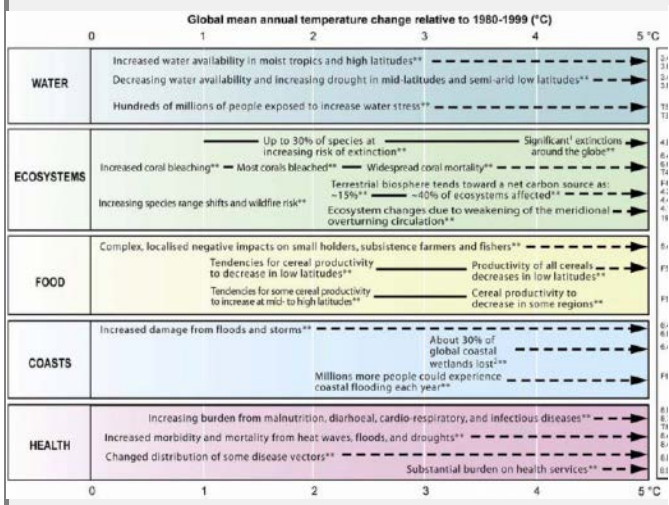 Global mean annual temperature change relative to 1980-1999 (°C)
0 1 2 3 4 5 °C
WATER
Increased water availability in moist tropics and high latitudes**
Decreasing water availability and increasing drought in mid-latitudes and semi-arid low latitudes**
Hundreds of millions of people exposed to increase water stress**
ECOSYSTEMS
Up to 30% of species at
increasing risk of extinction**
Significant¹ extinctions
around the globe**
Increased coral bleaching** Most corals bleached** Widespread coral mortality**
Terrestrial biosphere tends toward a net carbon source as:
~15%** ~40% of ecosystems affected**
Increasing species range shifts and wildfire risk**
Ecosystem changes due to weakening of the meridional
overturning circulation**
FOOD
Complex, localised negative impacts on small holders, subsistence farmers and fishers**
Tendencies for cereal productivity
to decrease in low latitudes**
Productivity of all cereals
decreases in low latitudes**
Tendencies for some cereal productivity
to increase at mid- to high latitudes**
Cereal productivity to
decrease in some regions**
COASTS
Increased damage from floods and storms**
About 30% of
global coastal
wetlands lost²**
Millions more people could experience
coastal flooding each year**
HEALTH
Increasing burden from malnutrition, diarhoeal, cardio-respiratory, and infectious diseases**
Increased morbidity and mortality from heat waves, floods, and droughts**
Changed distribution of some disease vectors**
Substantial burden on health services**
0 1 2 3 4 5 °C